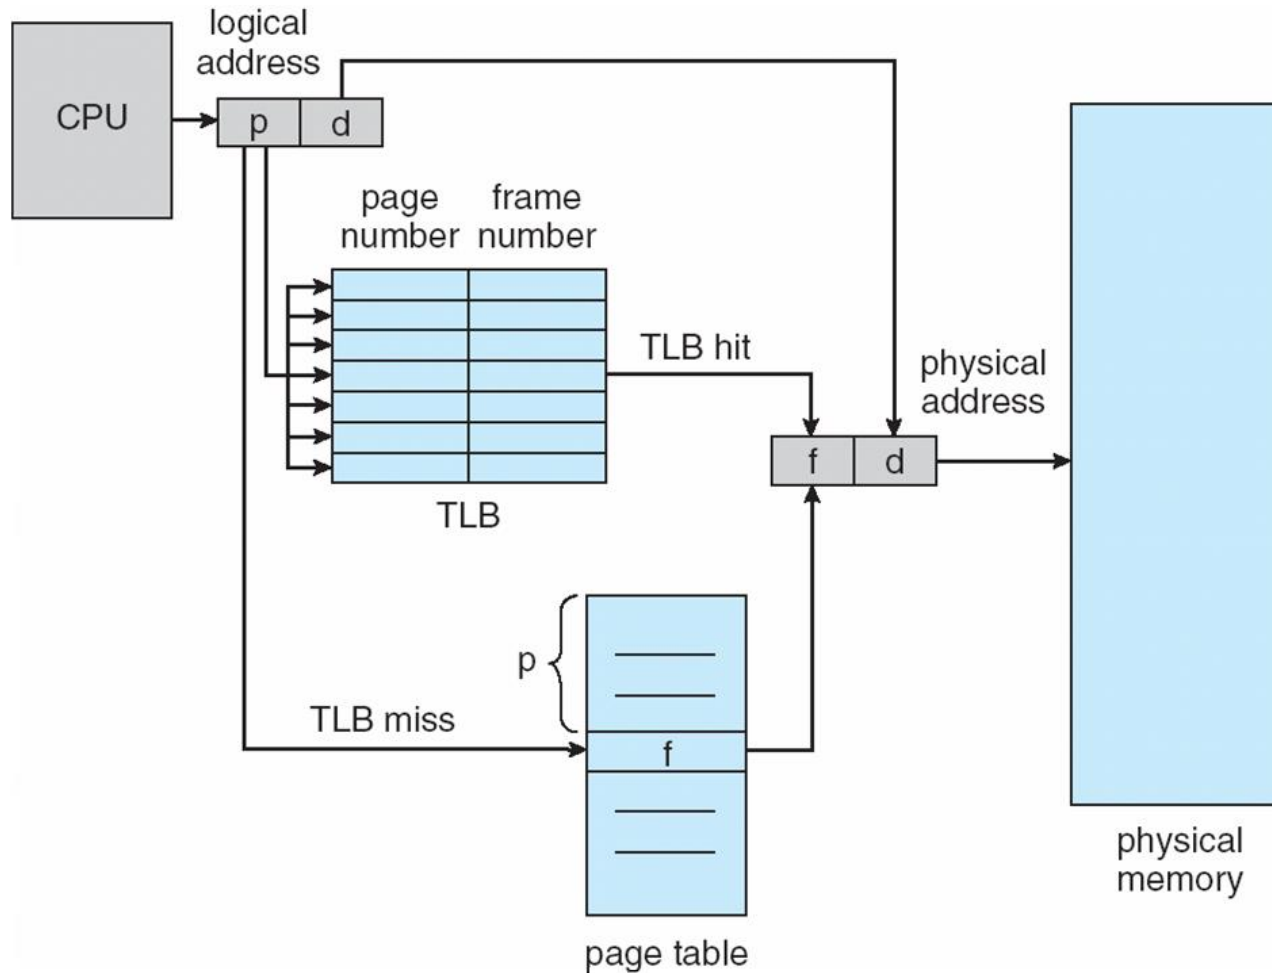 logical
address
CPU
p
d
page
number
frame
number
TLB hit
physical
address
f
d
TLB
p
TLB miss
f
physical
memory
page table